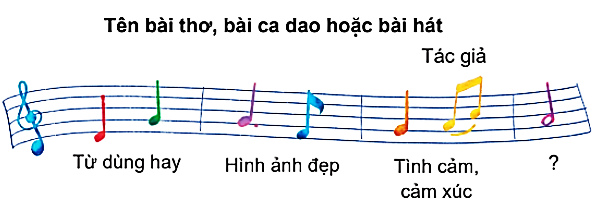 Tên bài thơ, bài ca dao hoặc bài hát
Tác giả
Từ dùng hay
Hình ảnh đẹp
Tình cảm,
cảm xúc
?